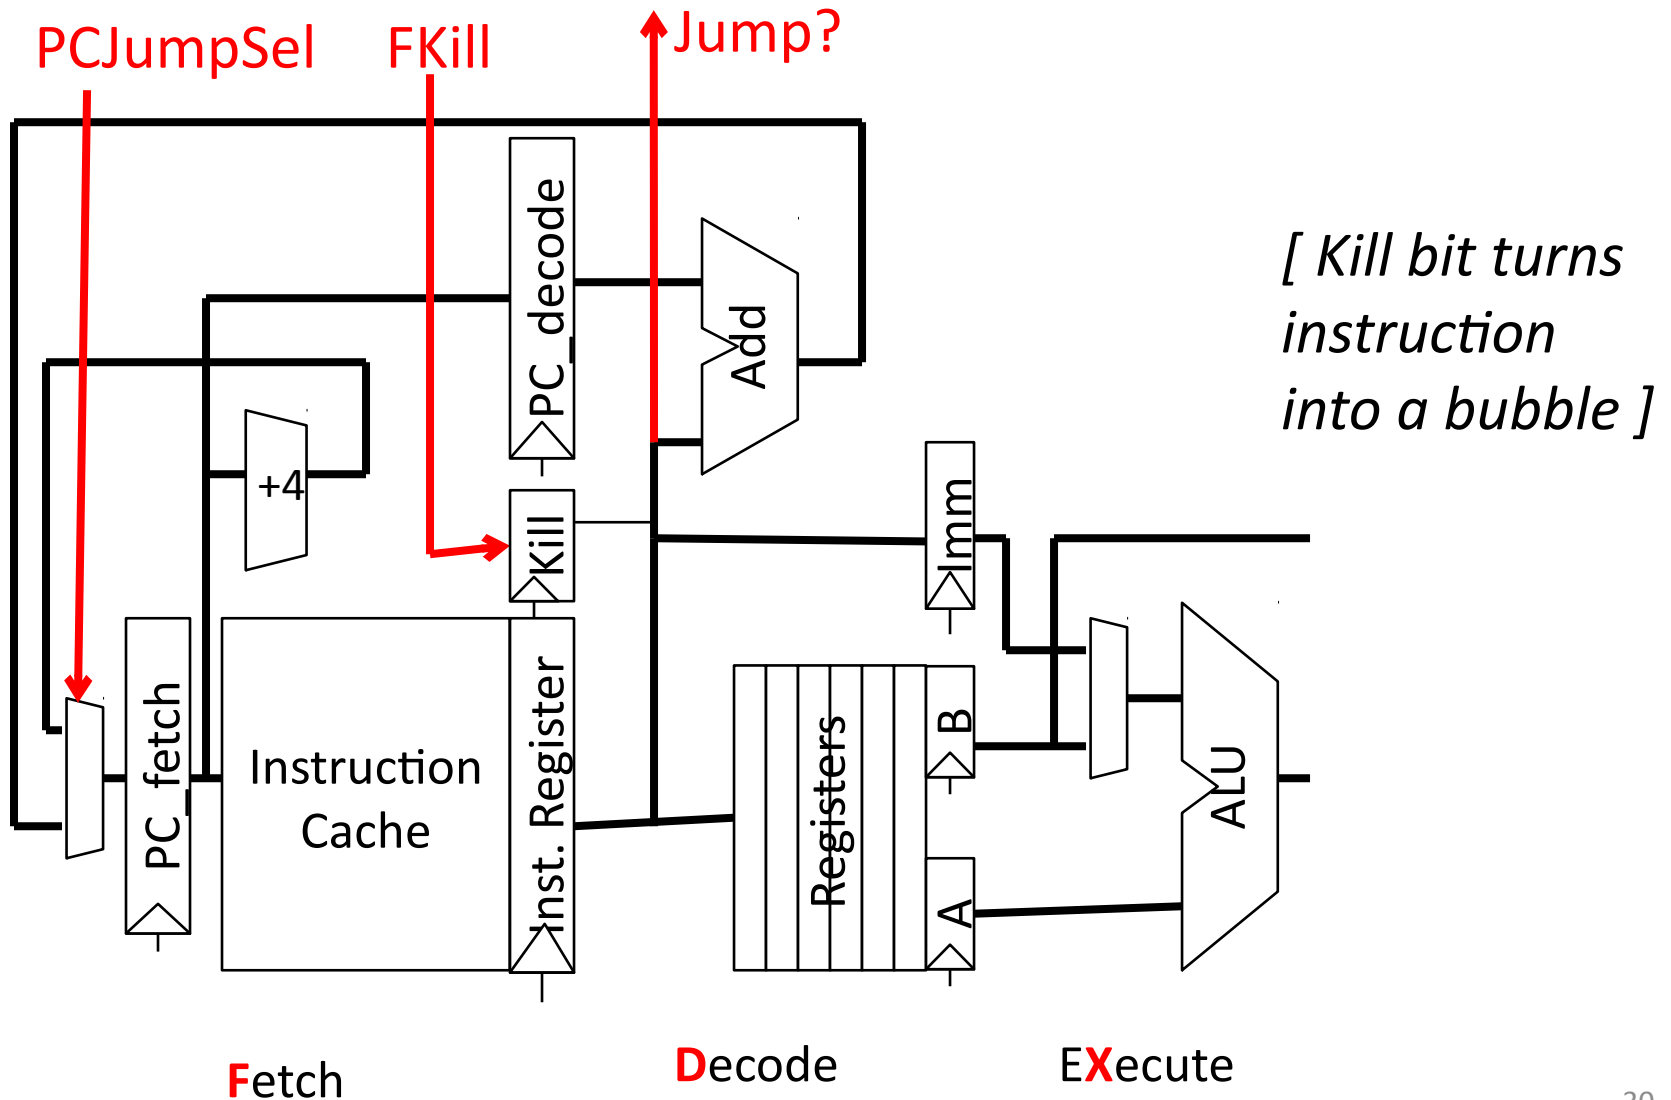 PCJumpSel
FKill
Jump?
PC_decode
Add
[ Kill bit turns
instruction
into a bubble ]
+4
Kill
Imm
PC_fetch
Instruction
Cache
Inst. Register
Registers
B
A
ALU
Fetch
Decode
EXecute